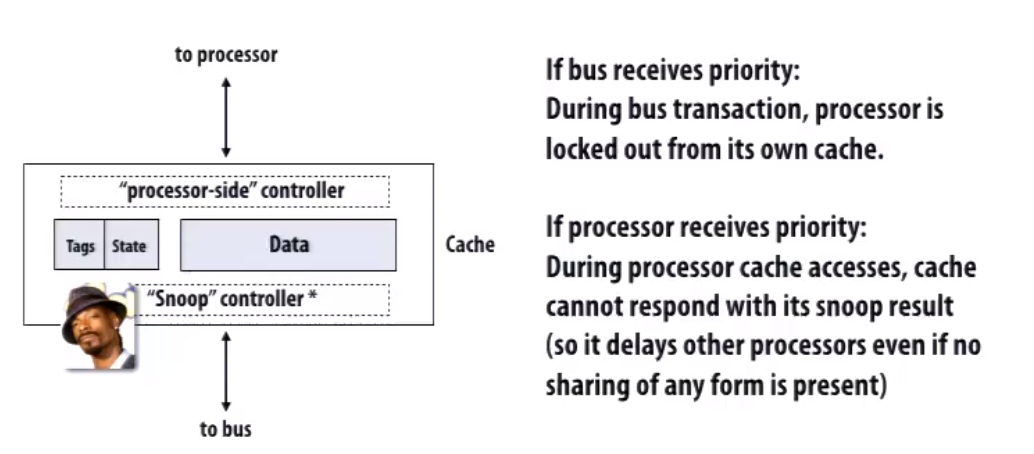 to processor
"processor-side" controller
Tags State Data
Cache
"Snoop" controller *
to bus
If bus receives priority:
During bus transaction, processor is
locked out from its own cache.
If processor receives priority:
During processor cache accesses, cache
cannot respond with its snoop result
(so it delays other processors even if no
sharing of any form is present)